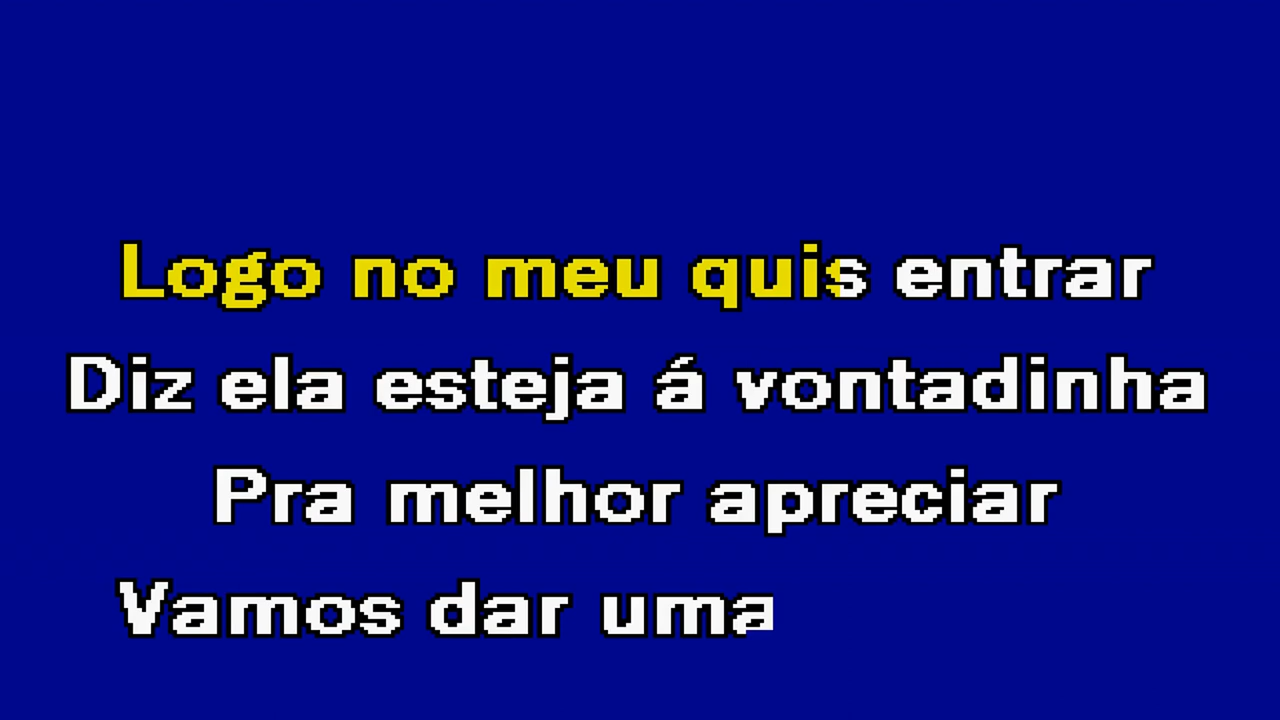 Logo no meu quis entrar
Diz ela esteja á vontadinha
Pra melhor apreciar
Vamos dar uma